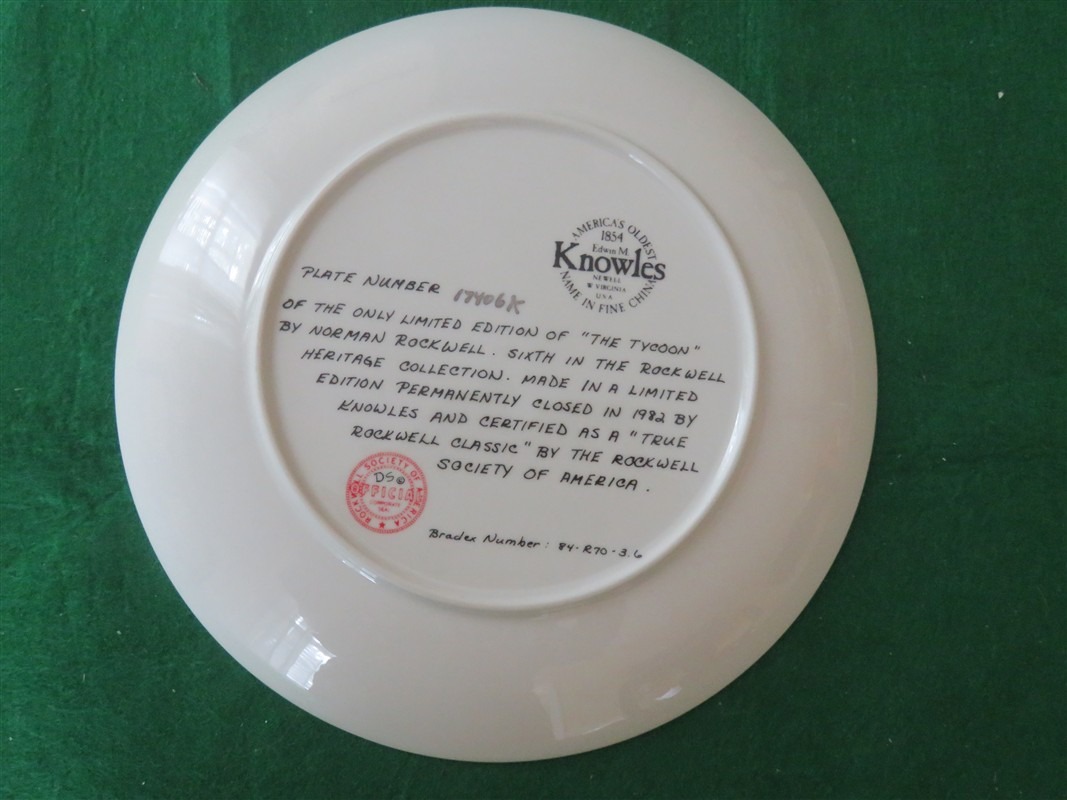 AMERICA'S OLDEST
1854
Edwin M.
Knowles
NEWELL
W VIRGINIA
U.S.A.
NAME IN FINE CHINA
PLATE NUMBER 17406K
OF THE ONLY LIMITED EDITION OF "THE TYCOON"
BY NORMAN ROCKWELL. SIXTH IN THE ROCKWELL
HERITAGE COLLECTION. MADE IN A LIMITED
EDITION PERMANENTLY CLOSED IN 1982 BY
KNOWLES AND CERTIFIED AS A "TRUE
ROCKWELL CLASSIC" BY THE ROCKWELL
SOCIETY OF AMERICA.
ROCKWELL SOCIETY OF AMERICA
DS©
OFFICIAL
CORPORATE
SEAL
Bradex Number: 84-R70-3.6